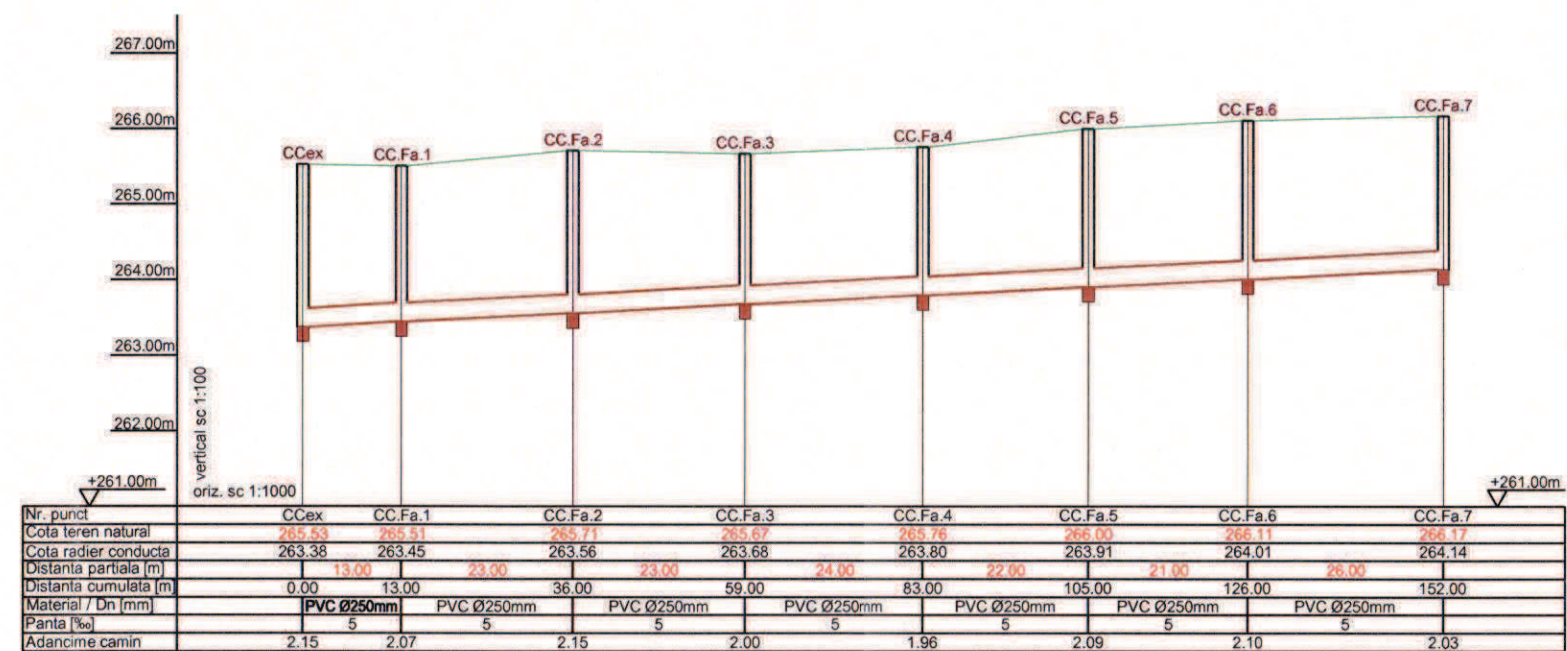 267.00m
266.00m
265.00m
264.00m
263.00m
262.00m
+261.00m
vertical sc 1:100
oriz. sc 1:1000
+261.00m
CCex
CC.Fa.1
CC.Fa.2
CC.Fa.3
CC.Fa.4
CC.Fa.5
CC.Fa.6
CC.Fa.7
Nr. punct CCex CC.Fa.1 CC.Fa.2 CC.Fa.3 CC.Fa.4 CC.Fa.5 CC.Fa.6 CC.Fa.7
Cota teren natural 265.53 265.51 265.71 265.67 265.76 266.00 266.11 266.17
Cota radier conducta 263.38 263.45 263.56 263.68 263.80 263.91 264.01 264.14
Distanta partiala [m] 13.00 23.00 23.00 24.00 22.00 21.00 26.00
Distanta cumulata [m] 0.00 13.00 36.00 59.00 83.00 105.00 126.00 152.00
Material / Dn [mm] PVC Ø250mm PVC Ø250mm PVC Ø250mm PVC Ø250mm PVC Ø250mm PVC Ø250mm PVC Ø250mm
Panta [‰] 5 5 5 5 5 5 5
Adancime camin 2.15 2.07 2.15 2.00 1.96 2.09 2.10 2.03